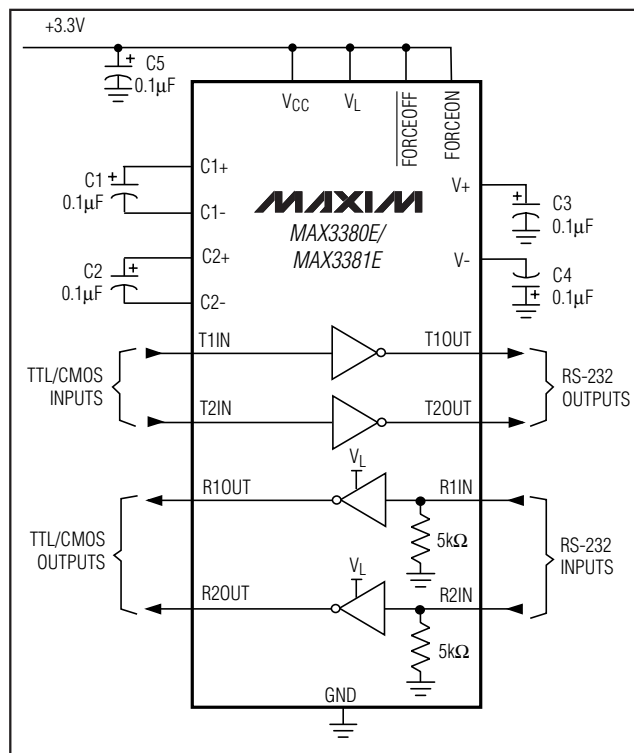 +3.3V
C5
0.1µF
VCC
VL
FORCEOFF
FORCEON
C1+
C1
0.1µF
C1-
C2+
C2
0.1µF
C2-
MAXIM
MAX3380E/
MAX3381E
V+
C3
0.1µF
V-
C4
0.1µF
T1IN
T1OUT
TTL/CMOS
INPUTS
RS-232
OUTPUTS
T2IN
T2OUT
VL
R1OUT
R1IN
5kΩ
TTL/CMOS
OUTPUTS
RS-232
INPUTS
VL
R2OUT
R2IN
5kΩ
GND